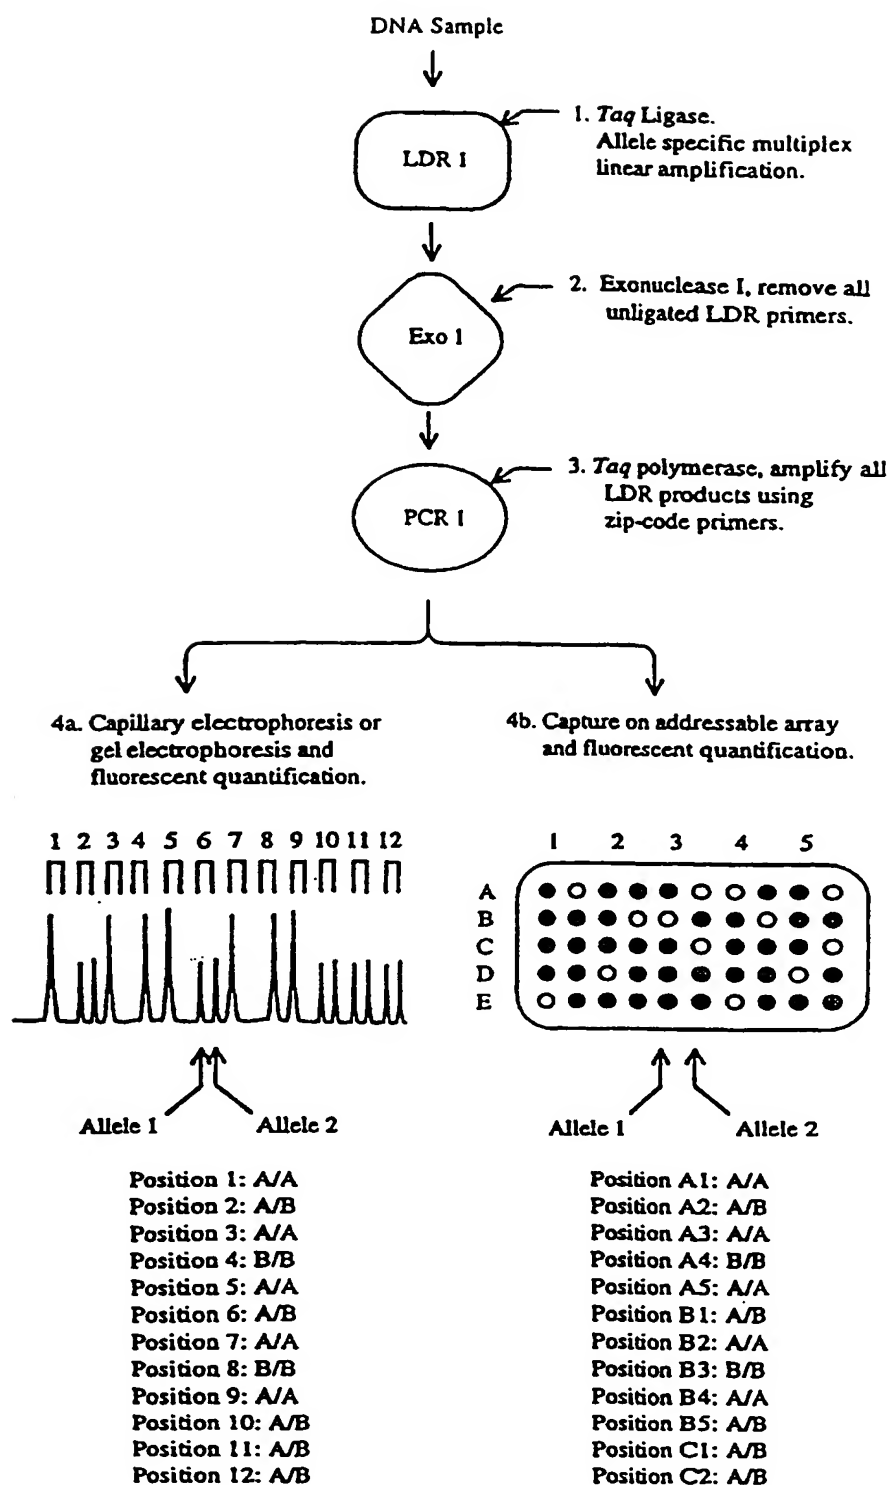 DNA Sample
LDR 1
1. Taq Ligase.
Allele specific multiplex
linear amplification.
Exo 1
2. Exonuclease I, remove all
unligated LDR primers.
PCR 1
3. Taq polymerase, amplify all
LDR products using
zip-code primers.
4a. Capillary electrophoresis or
gel electrophoresis and
fluorescent quantification.
1 2 3 4 5 6 7 8 9 10 11 12
Allele 1 Allele 2
Position 1: A/A
Position 2: A/B
Position 3: A/A
Position 4: B/B
Position 5: A/A
Position 6: A/B
Position 7: A/A
Position 8: B/B
Position 9: A/A
Position 10: A/B
Position 11: A/B
Position 12: A/B
4b. Capture on addressable array
and fluorescent quantification.
1 2 3 4 5
A
B
C
D
E
Allele 1 Allele 2
Position A1: A/A
Position A2: A/B
Position A3: A/A
Position A4: B/B
Position A5: A/A
Position B1: A/B
Position B2: A/A
Position B3: B/B
Position B4: A/A
Position B5: A/B
Position C1: A/B
Position C2: A/B